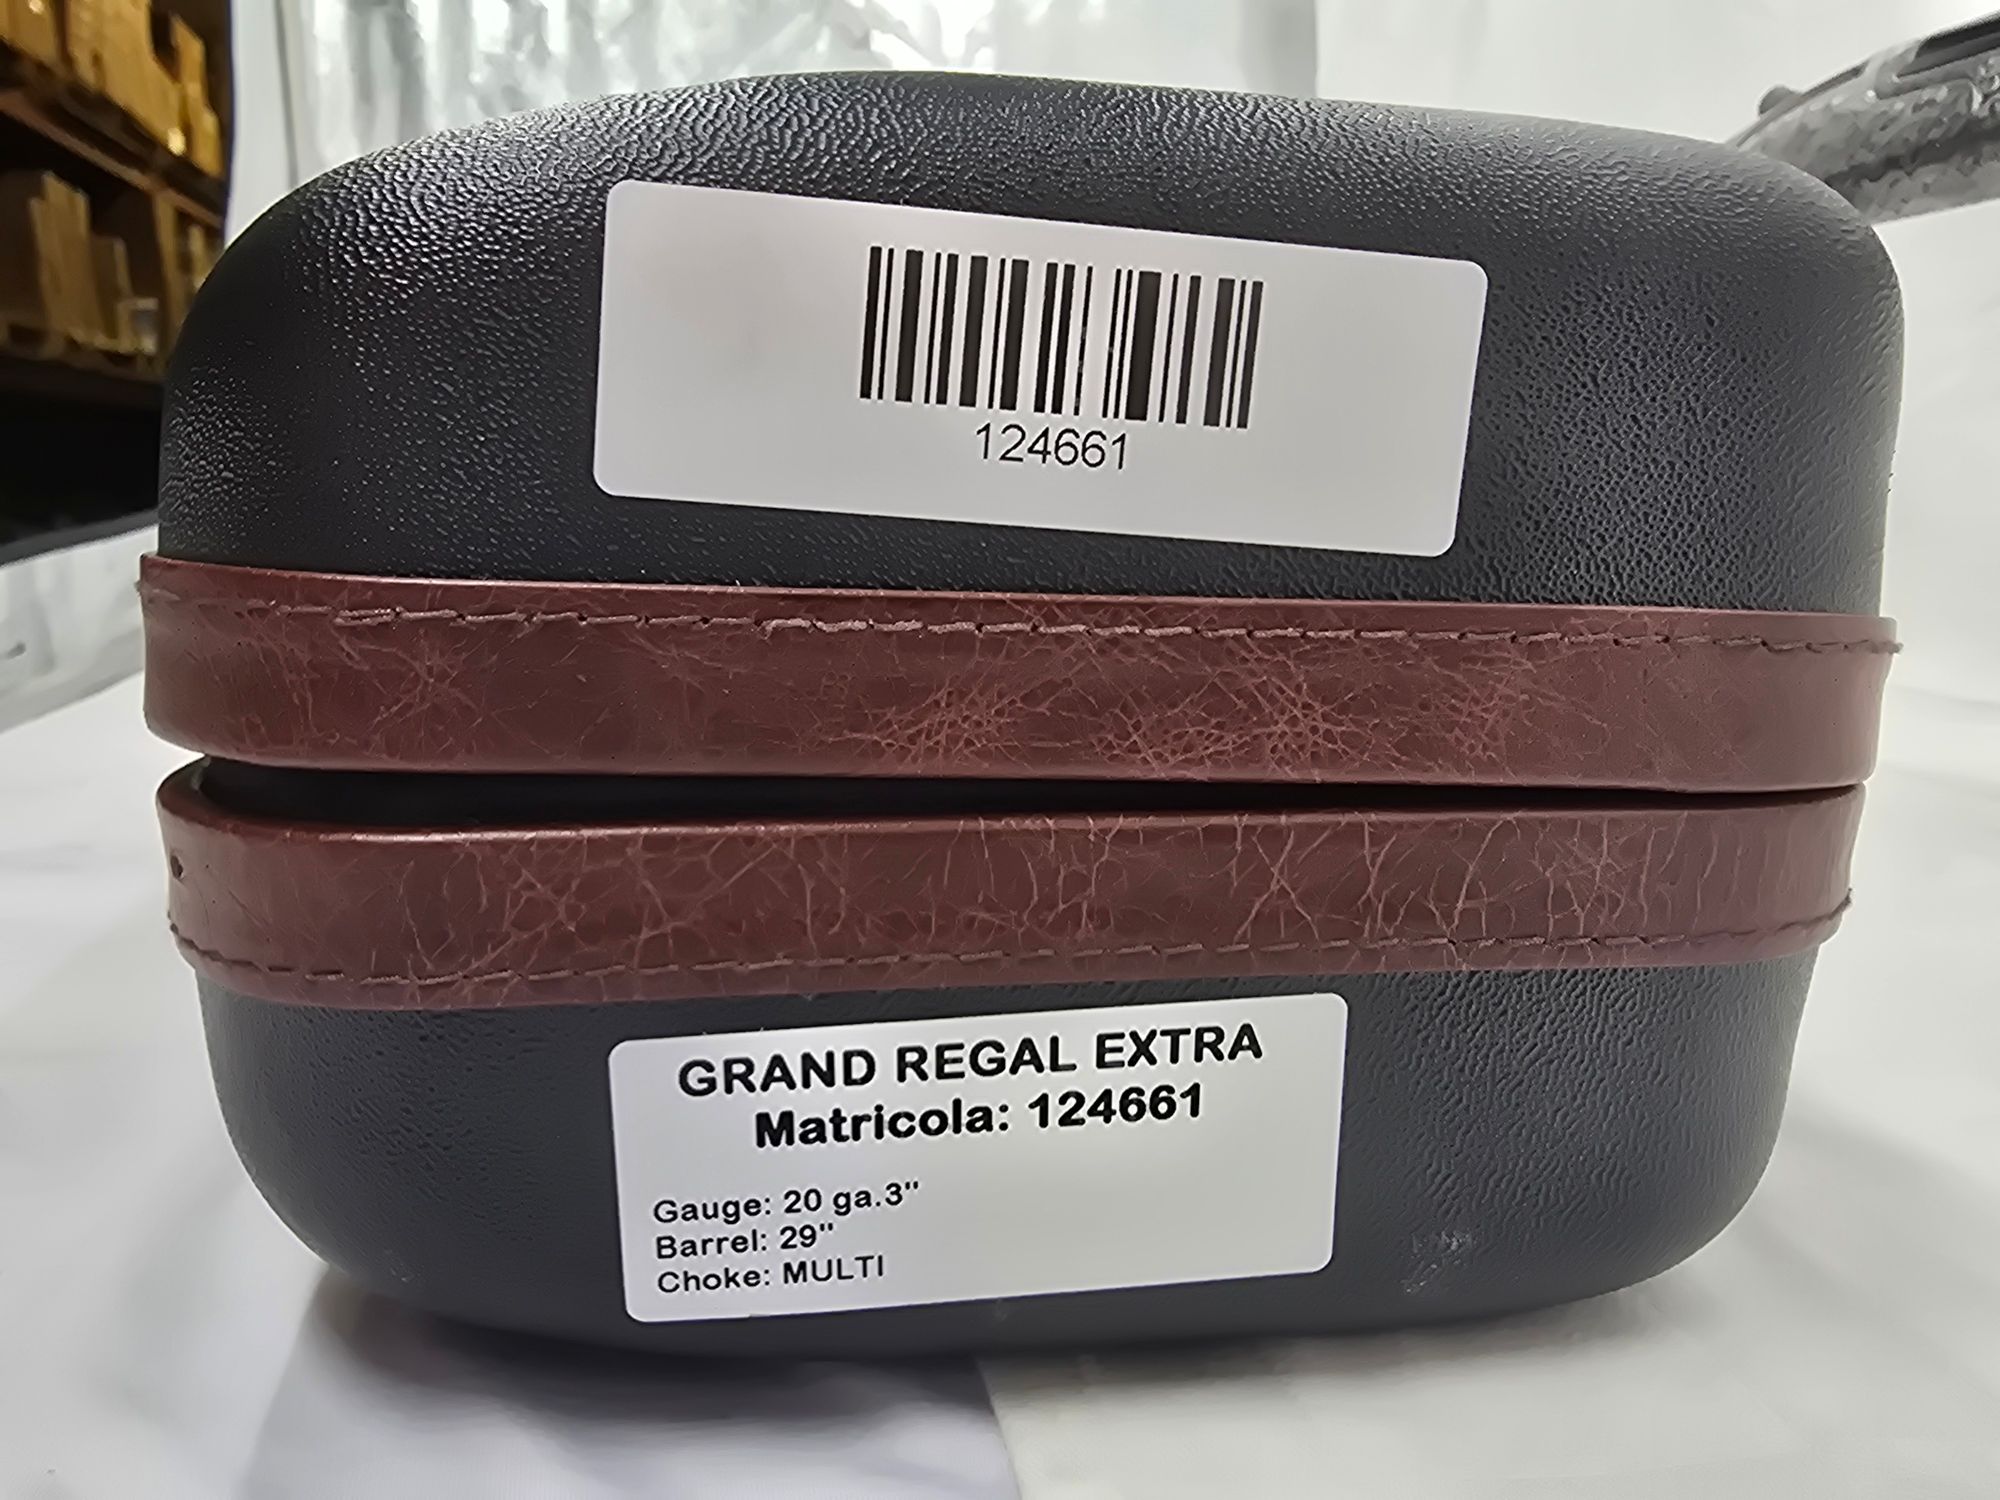 124661
GRAND REGAL EXTRA
Matricola: 124661
Gauge: 20 ga.3"
Barrel: 29"
Choke: MULTI